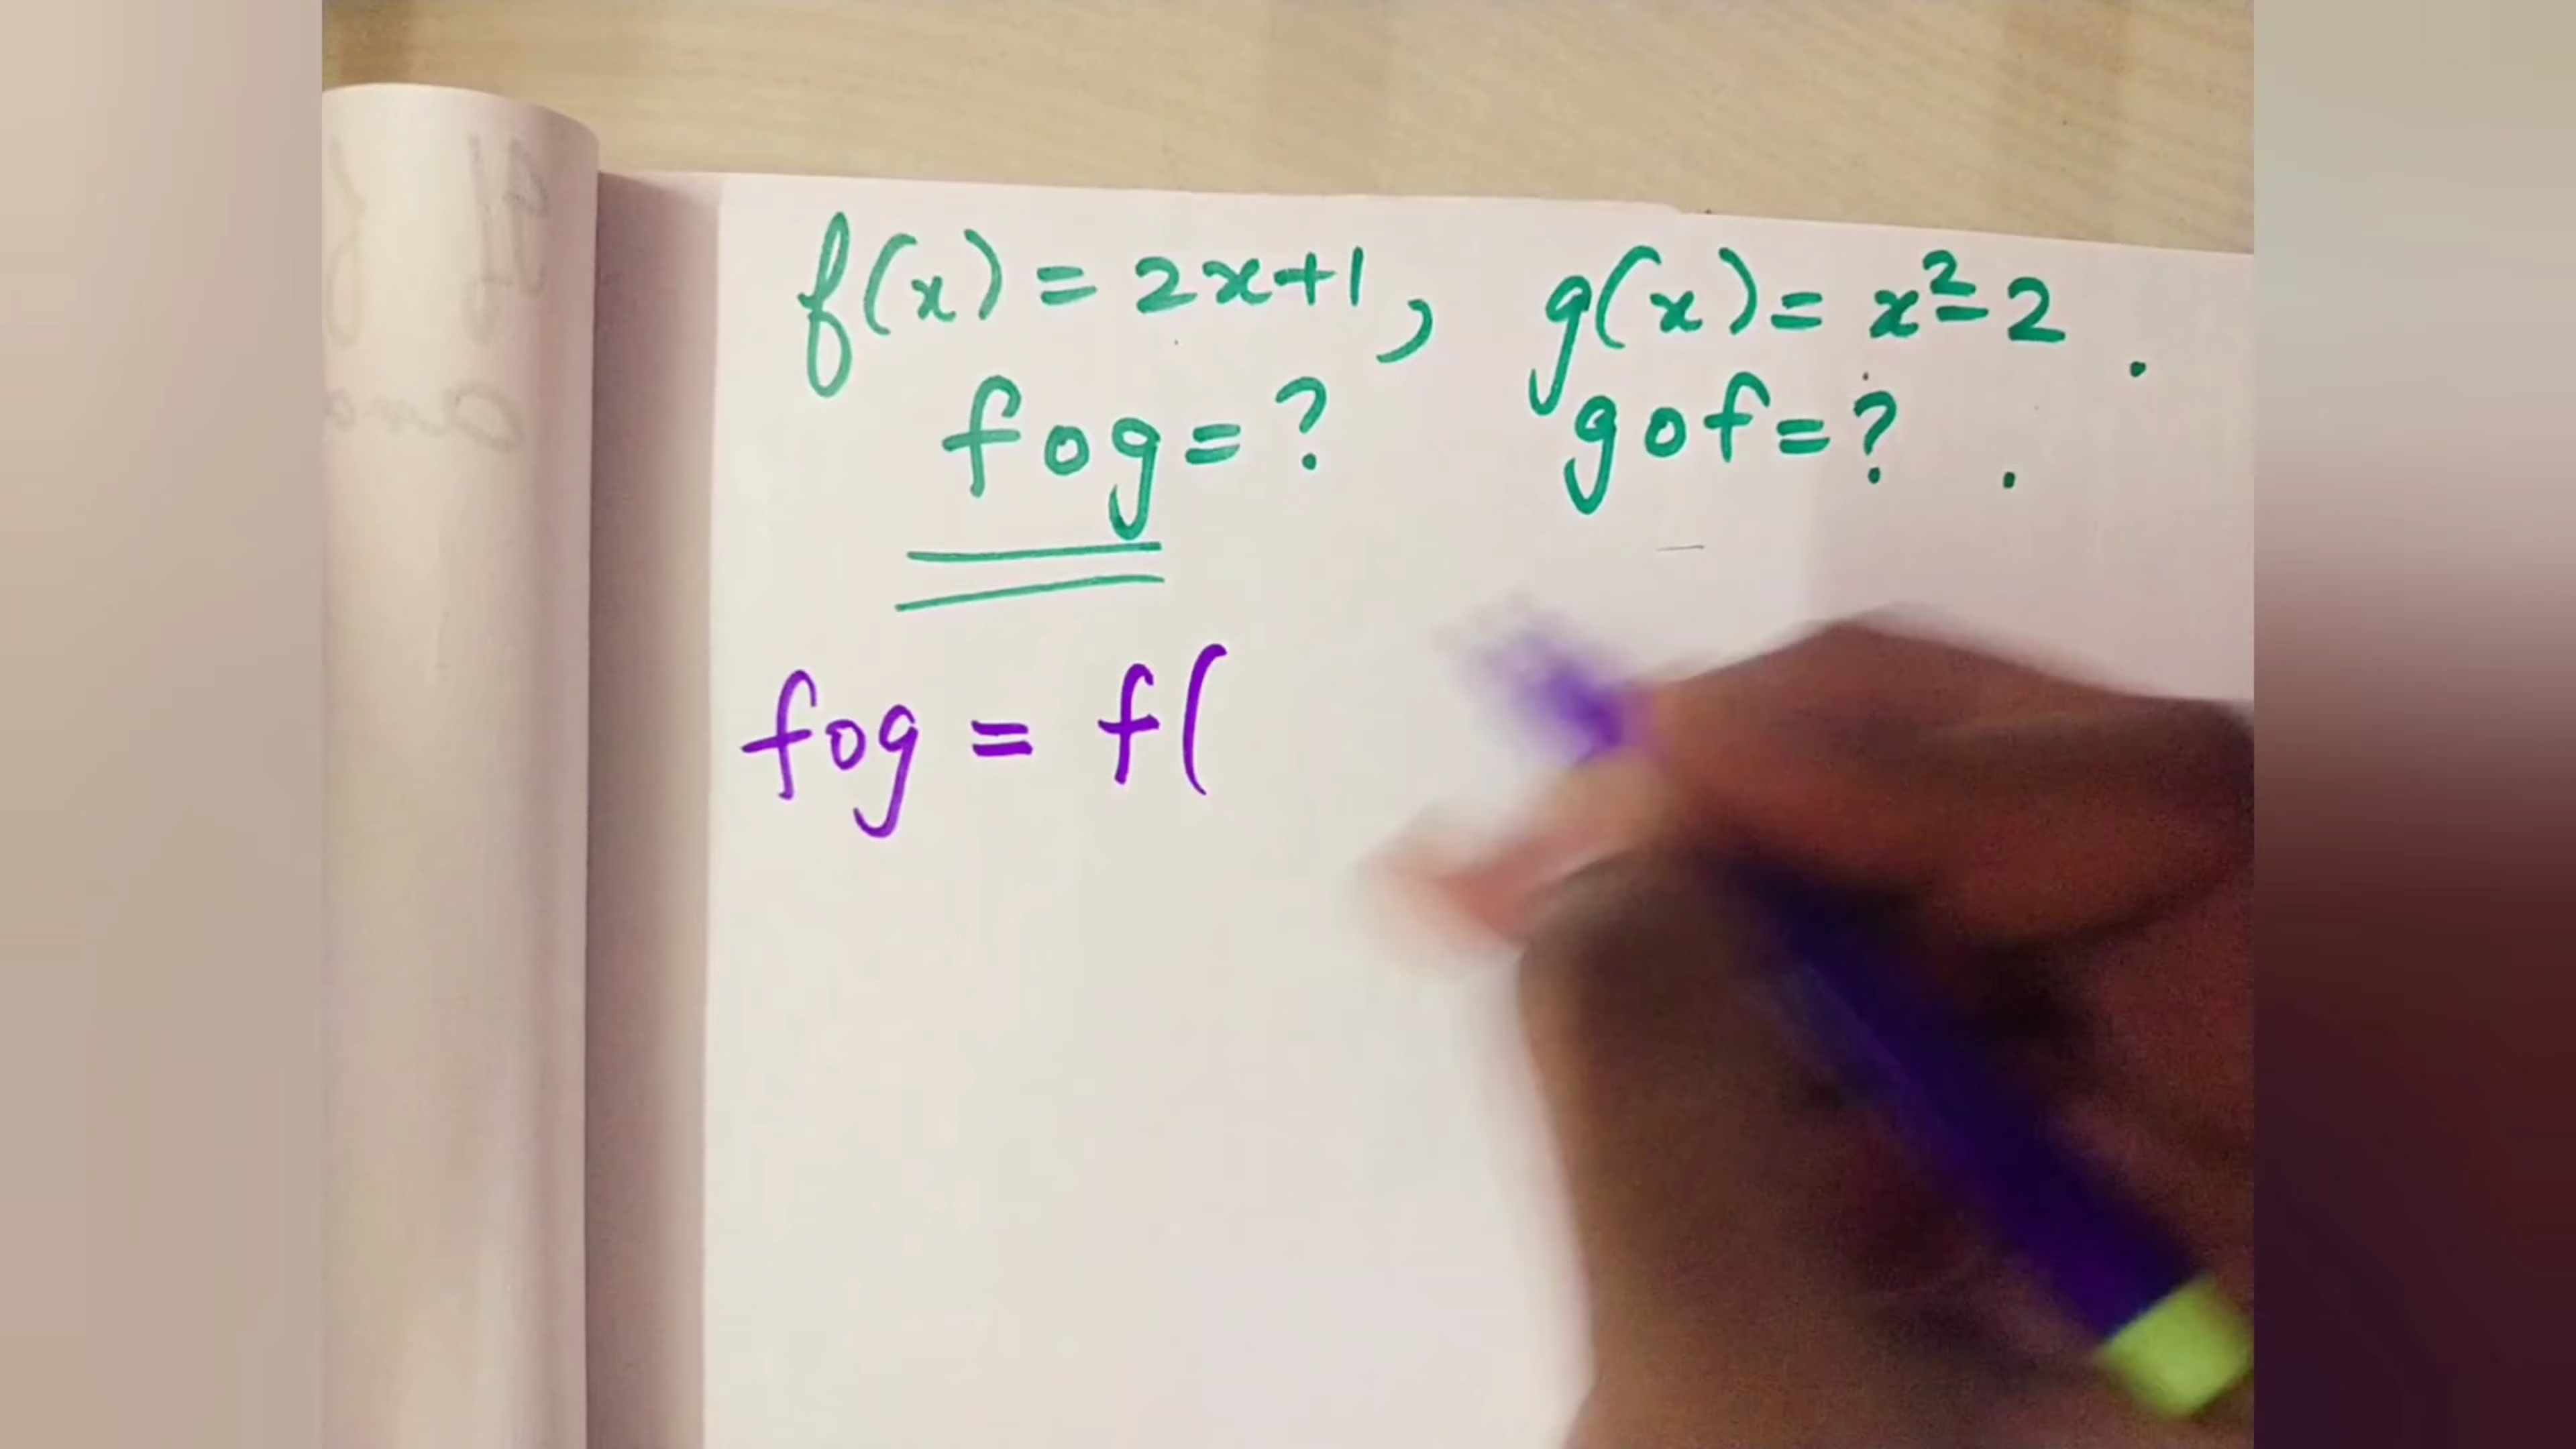 f(x) = 2x+1, g(x) = x²-2.
fog = ? gof = ? .
fog = f(